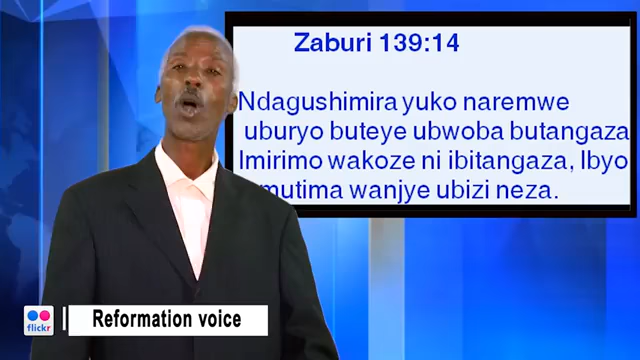 Zaburi 139:14
Ndagushimira yuko naremwe
uburyo buteye ubwoba butangaza
Imirimo wakoze ni ibitangaza, Ibyo
mutima wanjye ubizi neza.
flickr
Reformation voice